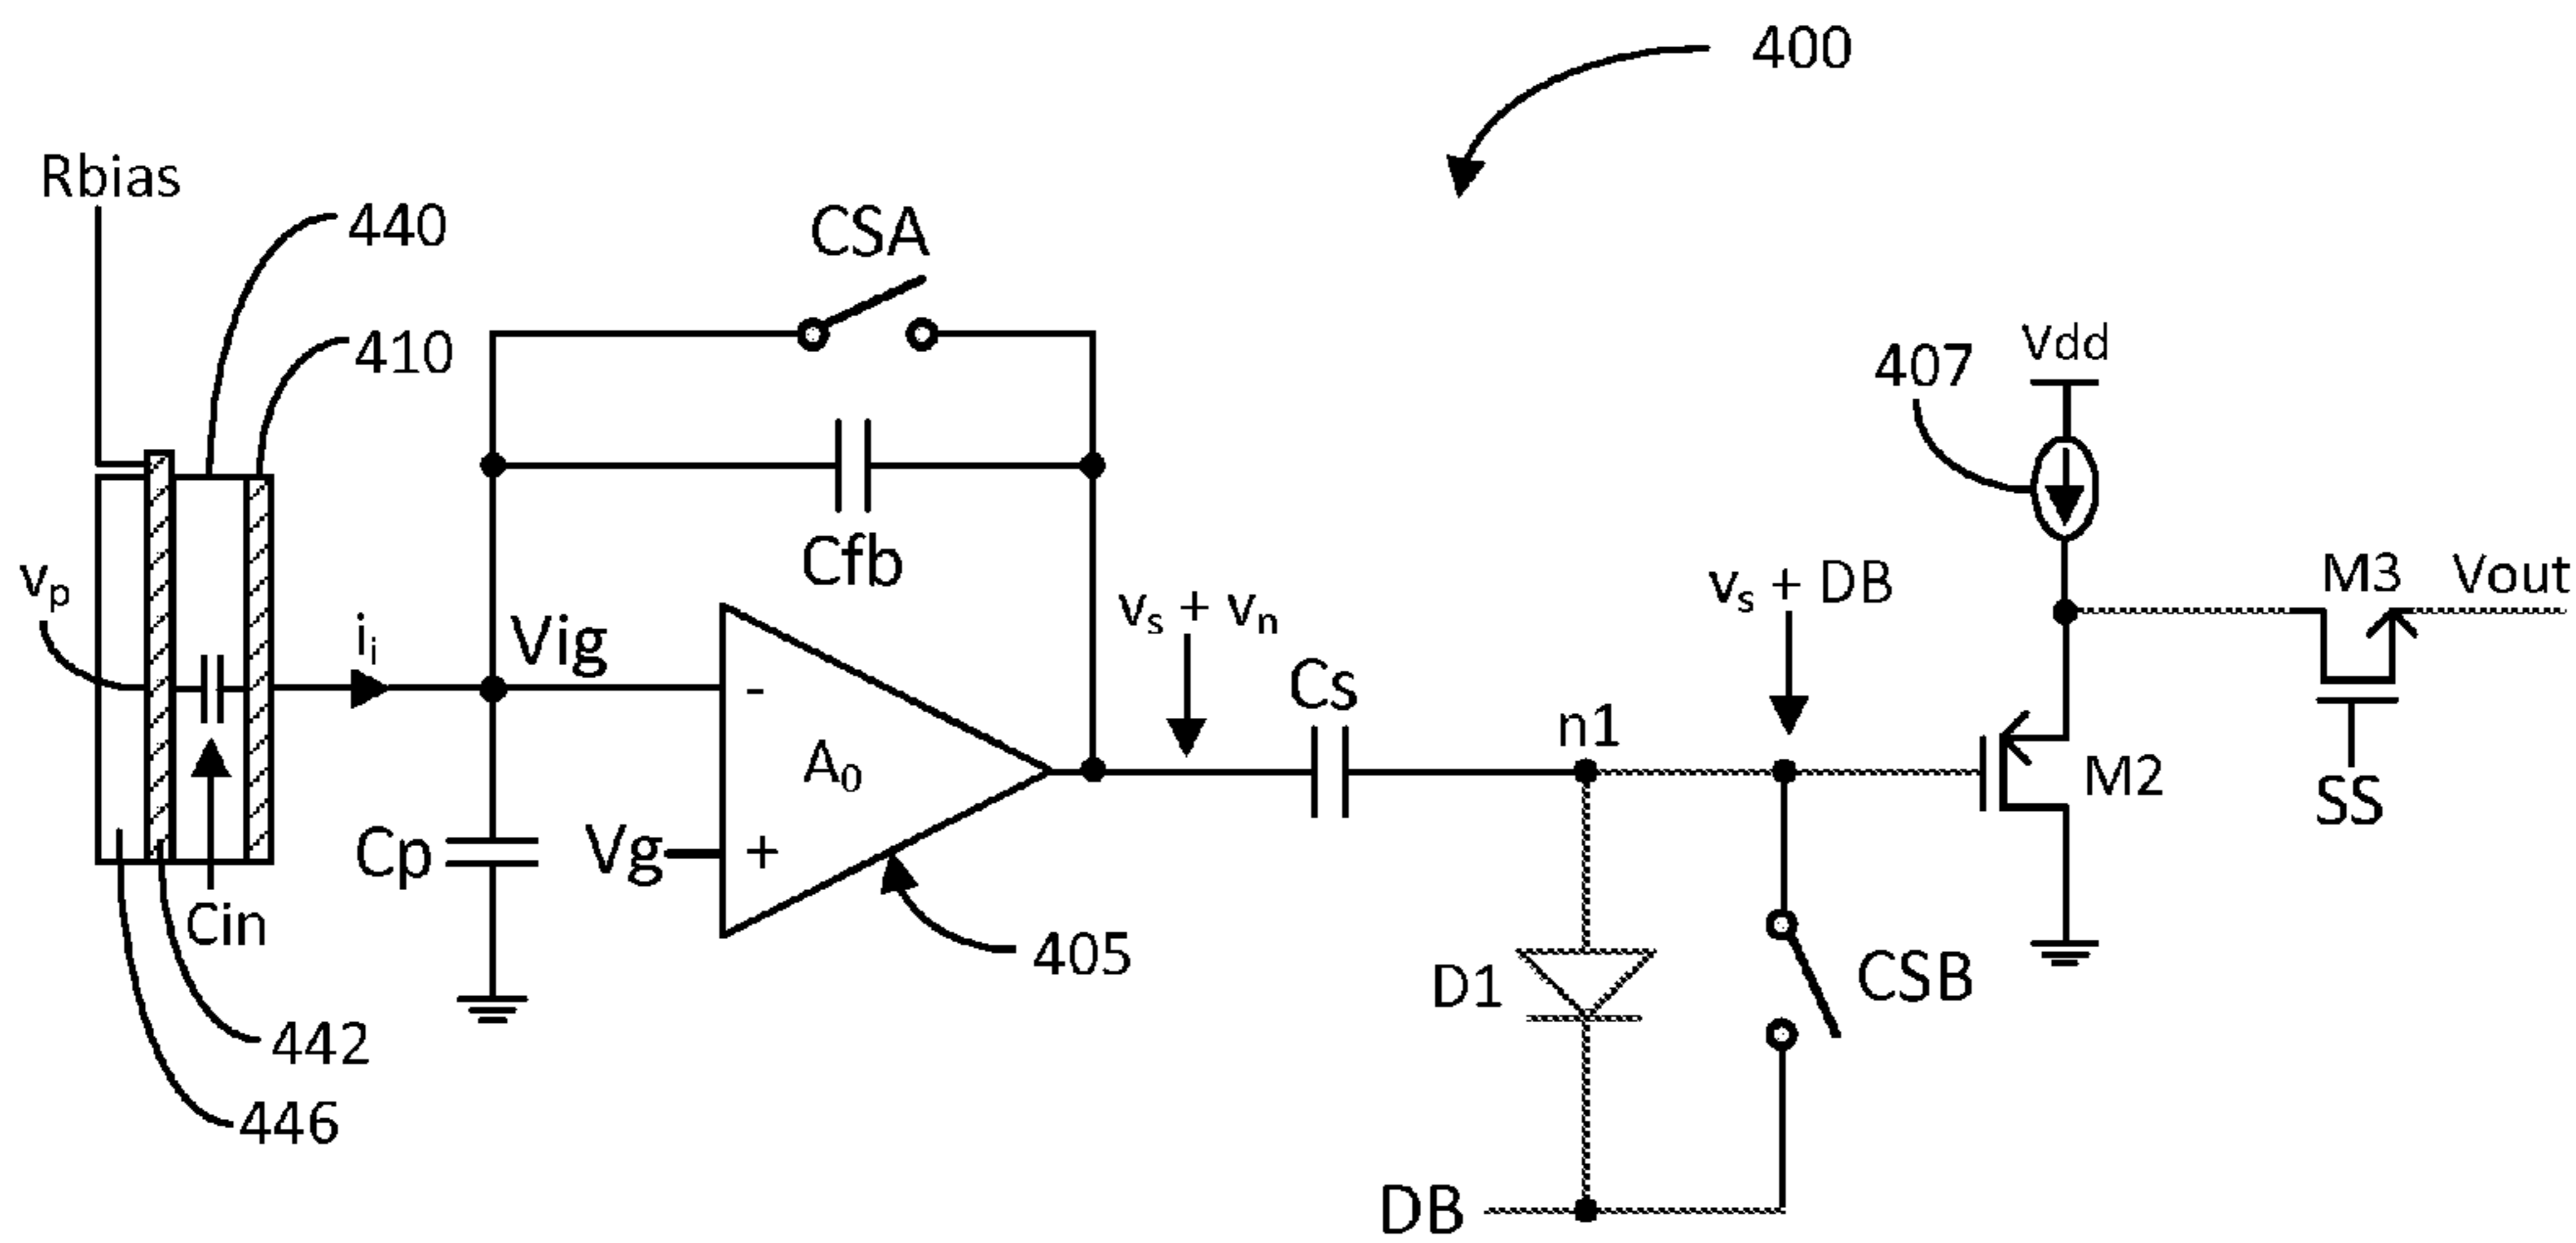 400
Rbias
440
CSA
410
Vdd
407
Cfb
vp
ii
Vig
vs + vn
vs + DB
M3
Vout
-
Cs
n1
A0
M2
SS
Cp
Vg
+
Cin
405
D1
CSB
442
446
DB